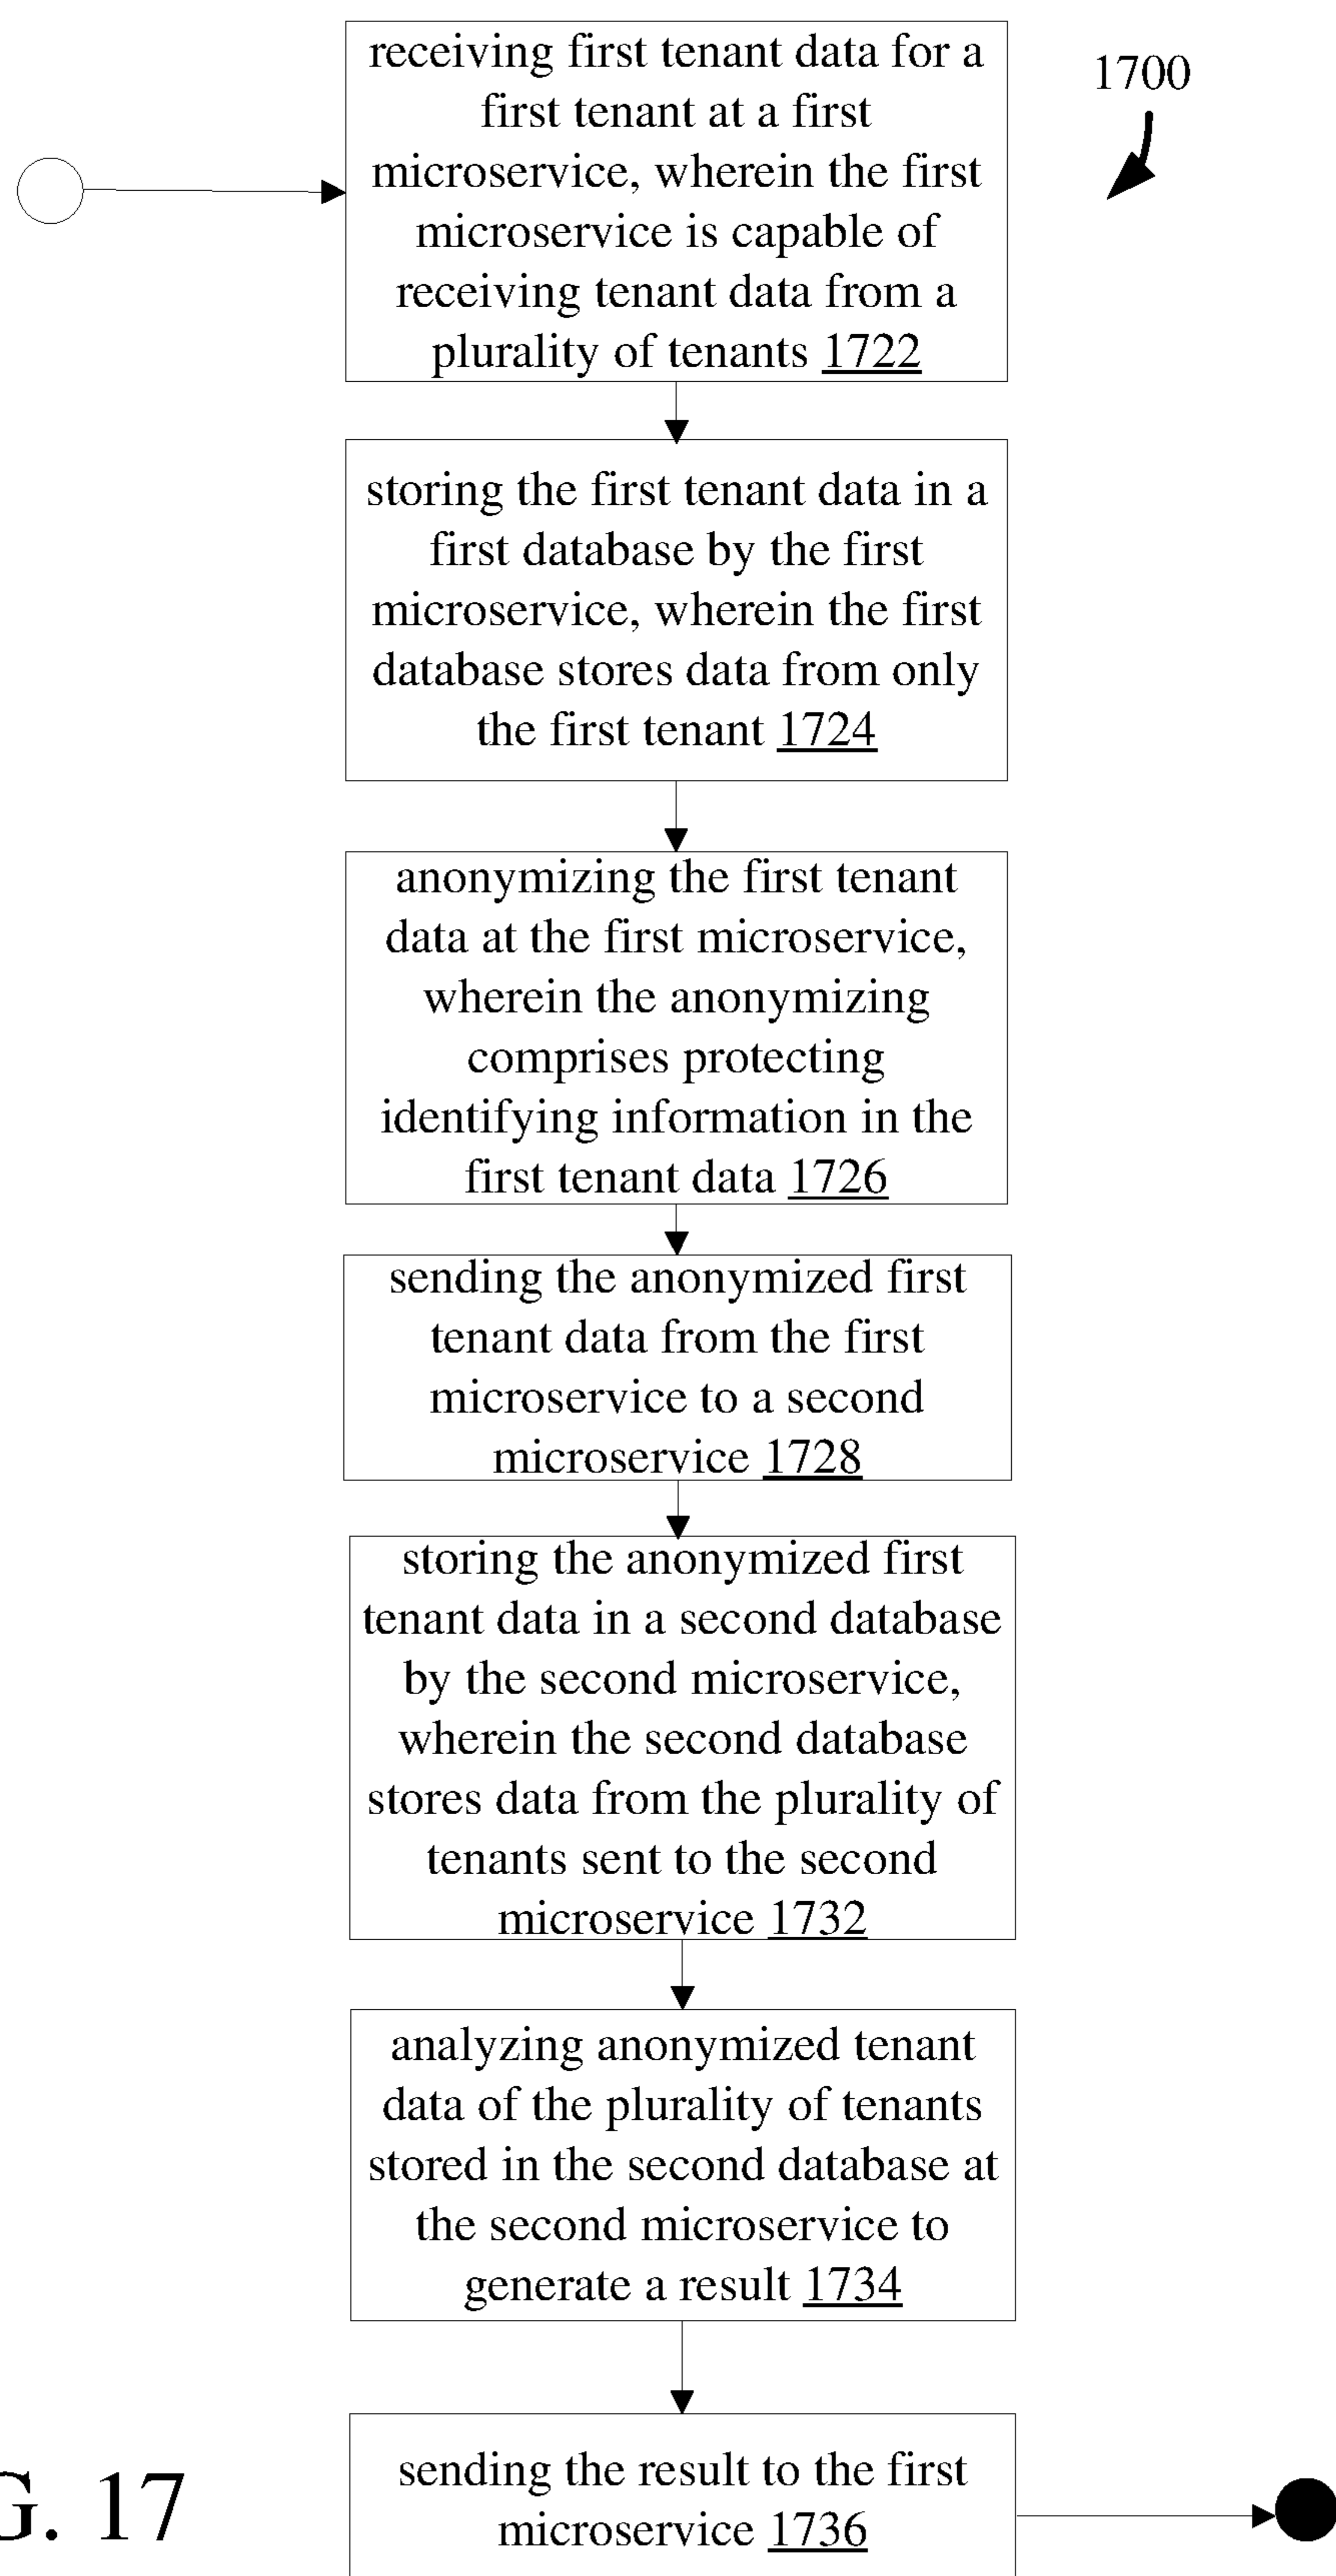 receiving first tenant data for a
first tenant at a first
microservice, wherein the first
microservice is capable of
receiving tenant data from a
plurality of tenants 1722
1700
storing the first tenant data in a
first database by the first
microservice, wherein the first
database stores data from only
the first tenant 1724
anonymizing the first tenant
data at the first microservice,
wherein the anonymizing
comprises protecting
identifying information in the
first tenant data 1726
sending the anonymized first
tenant data from the first
microservice to a second
microservice 1728
storing the anonymized first
tenant data in a second database
by the second microservice,
wherein the second database
stores data from the plurality of
tenants sent to the second
microservice 1732
analyzing anonymized tenant
data of the plurality of tenants
stored in the second database at
the second microservice to
generate a result 1734
sending the result to the first
microservice 1736
G. 17